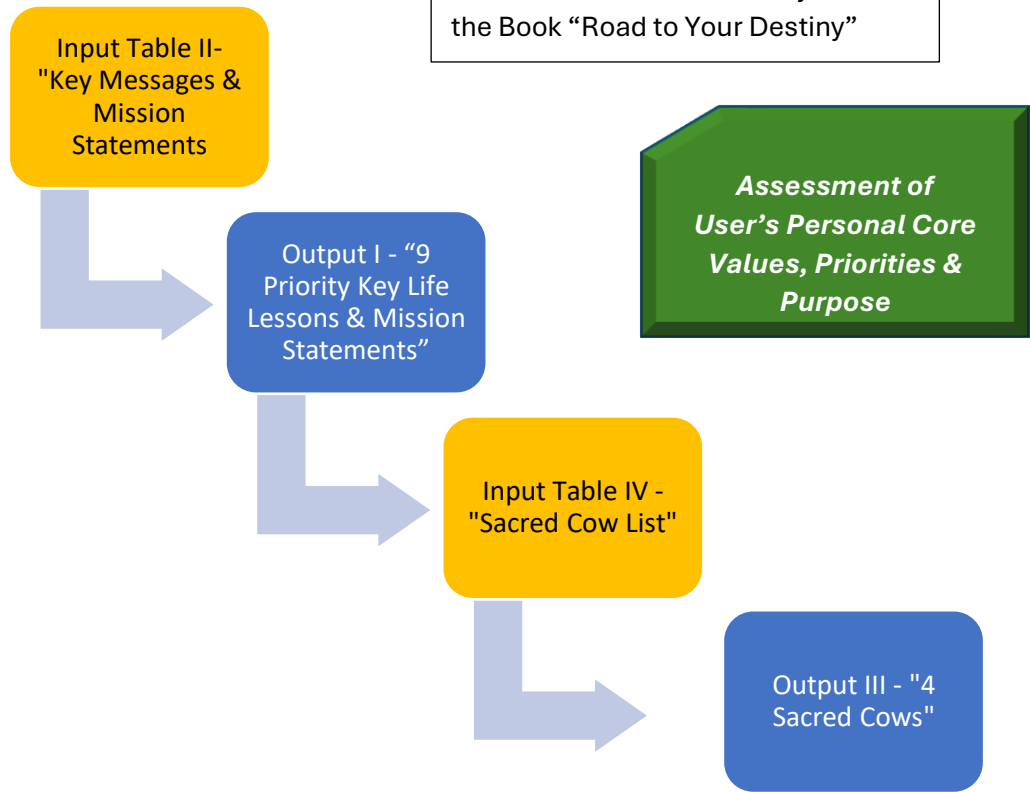 the Book “Road to Your Destiny”
Input Table II-
"Key Messages &
Mission
Statements
Assessment of
User’s Personal Core
Values, Priorities &
Purpose
Output I - “9
Priority Key Life
Lessons & Mission
Statements”
Input Table IV -
"Sacred Cow List"
Output III - "4
Sacred Cows"